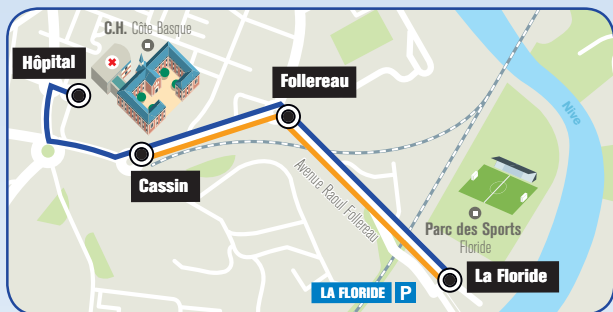 C.H. Côte Basque
Hôpital
Follereau
Cassin
Nive
Avenue Raoul Follereau
Parc des Sports
Floride
La Floride
LA FLORIDE P